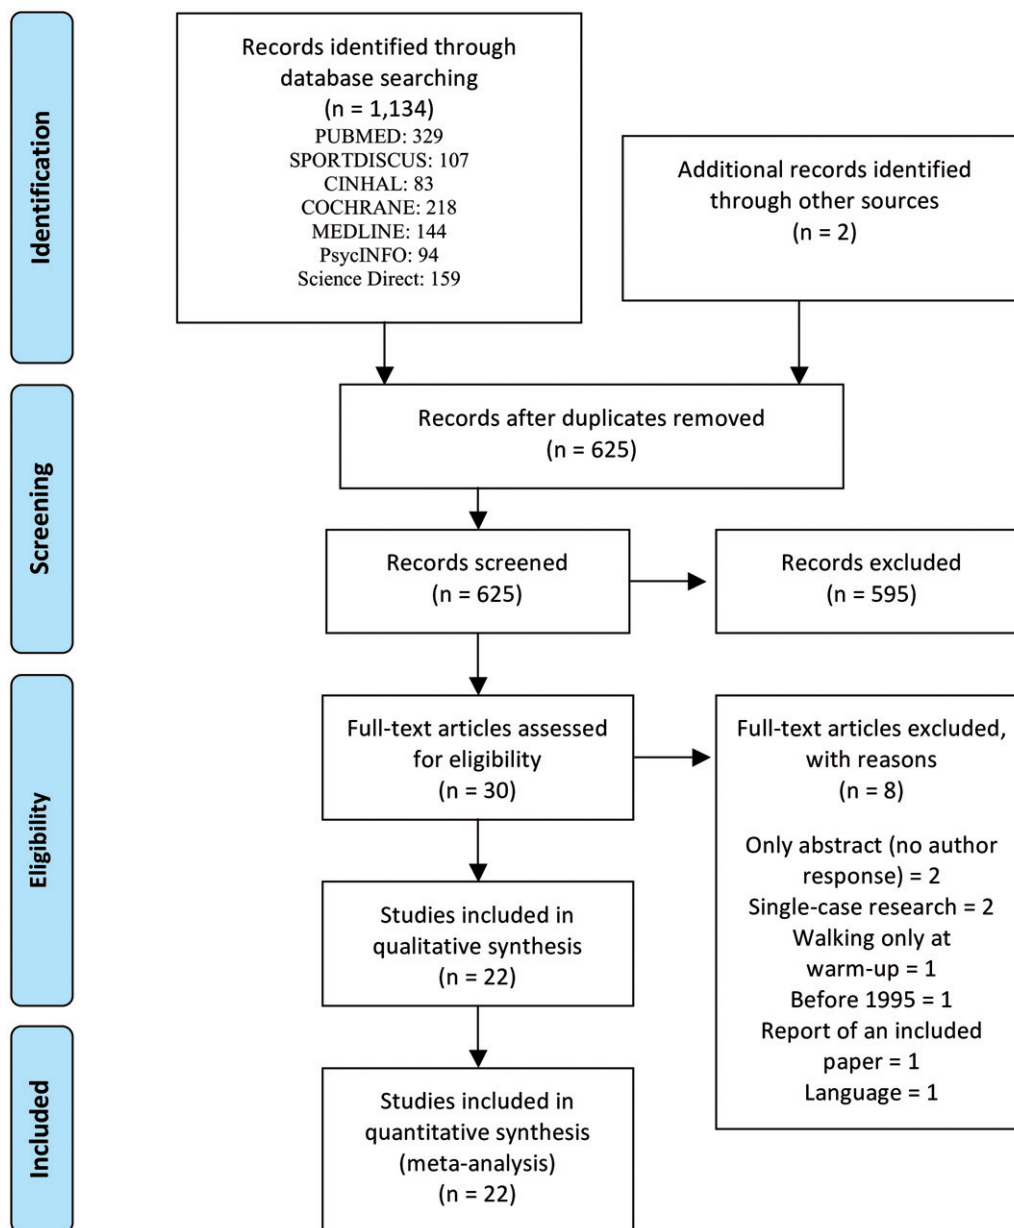 Identification
Records identified through
database searching
(n = 1,134)
PUBMED: 329
SPORTDISCUS: 107
CINHAL: 83
COCHRANE: 218
MEDLINE: 144
PsycINFO: 94
Science Direct: 159
Additional records identified
through other sources
(n = 2)
Screening
Records after duplicates removed
(n = 625)
Records screened
(n = 625)
Records excluded
(n = 595)
Eligibility
Full-text articles assessed
for eligibility
(n = 30)
Full-text articles excluded,
with reasons
(n = 8)
Only abstract (no author
response) = 2
Single-case research = 2
Walking only at
warm-up = 1
Before 1995 = 1
Report of an included
paper = 1
Language = 1
Studies included in
qualitative synthesis
(n = 22)
Included
Studies included in
quantitative synthesis
(meta-analysis)
(n = 22)